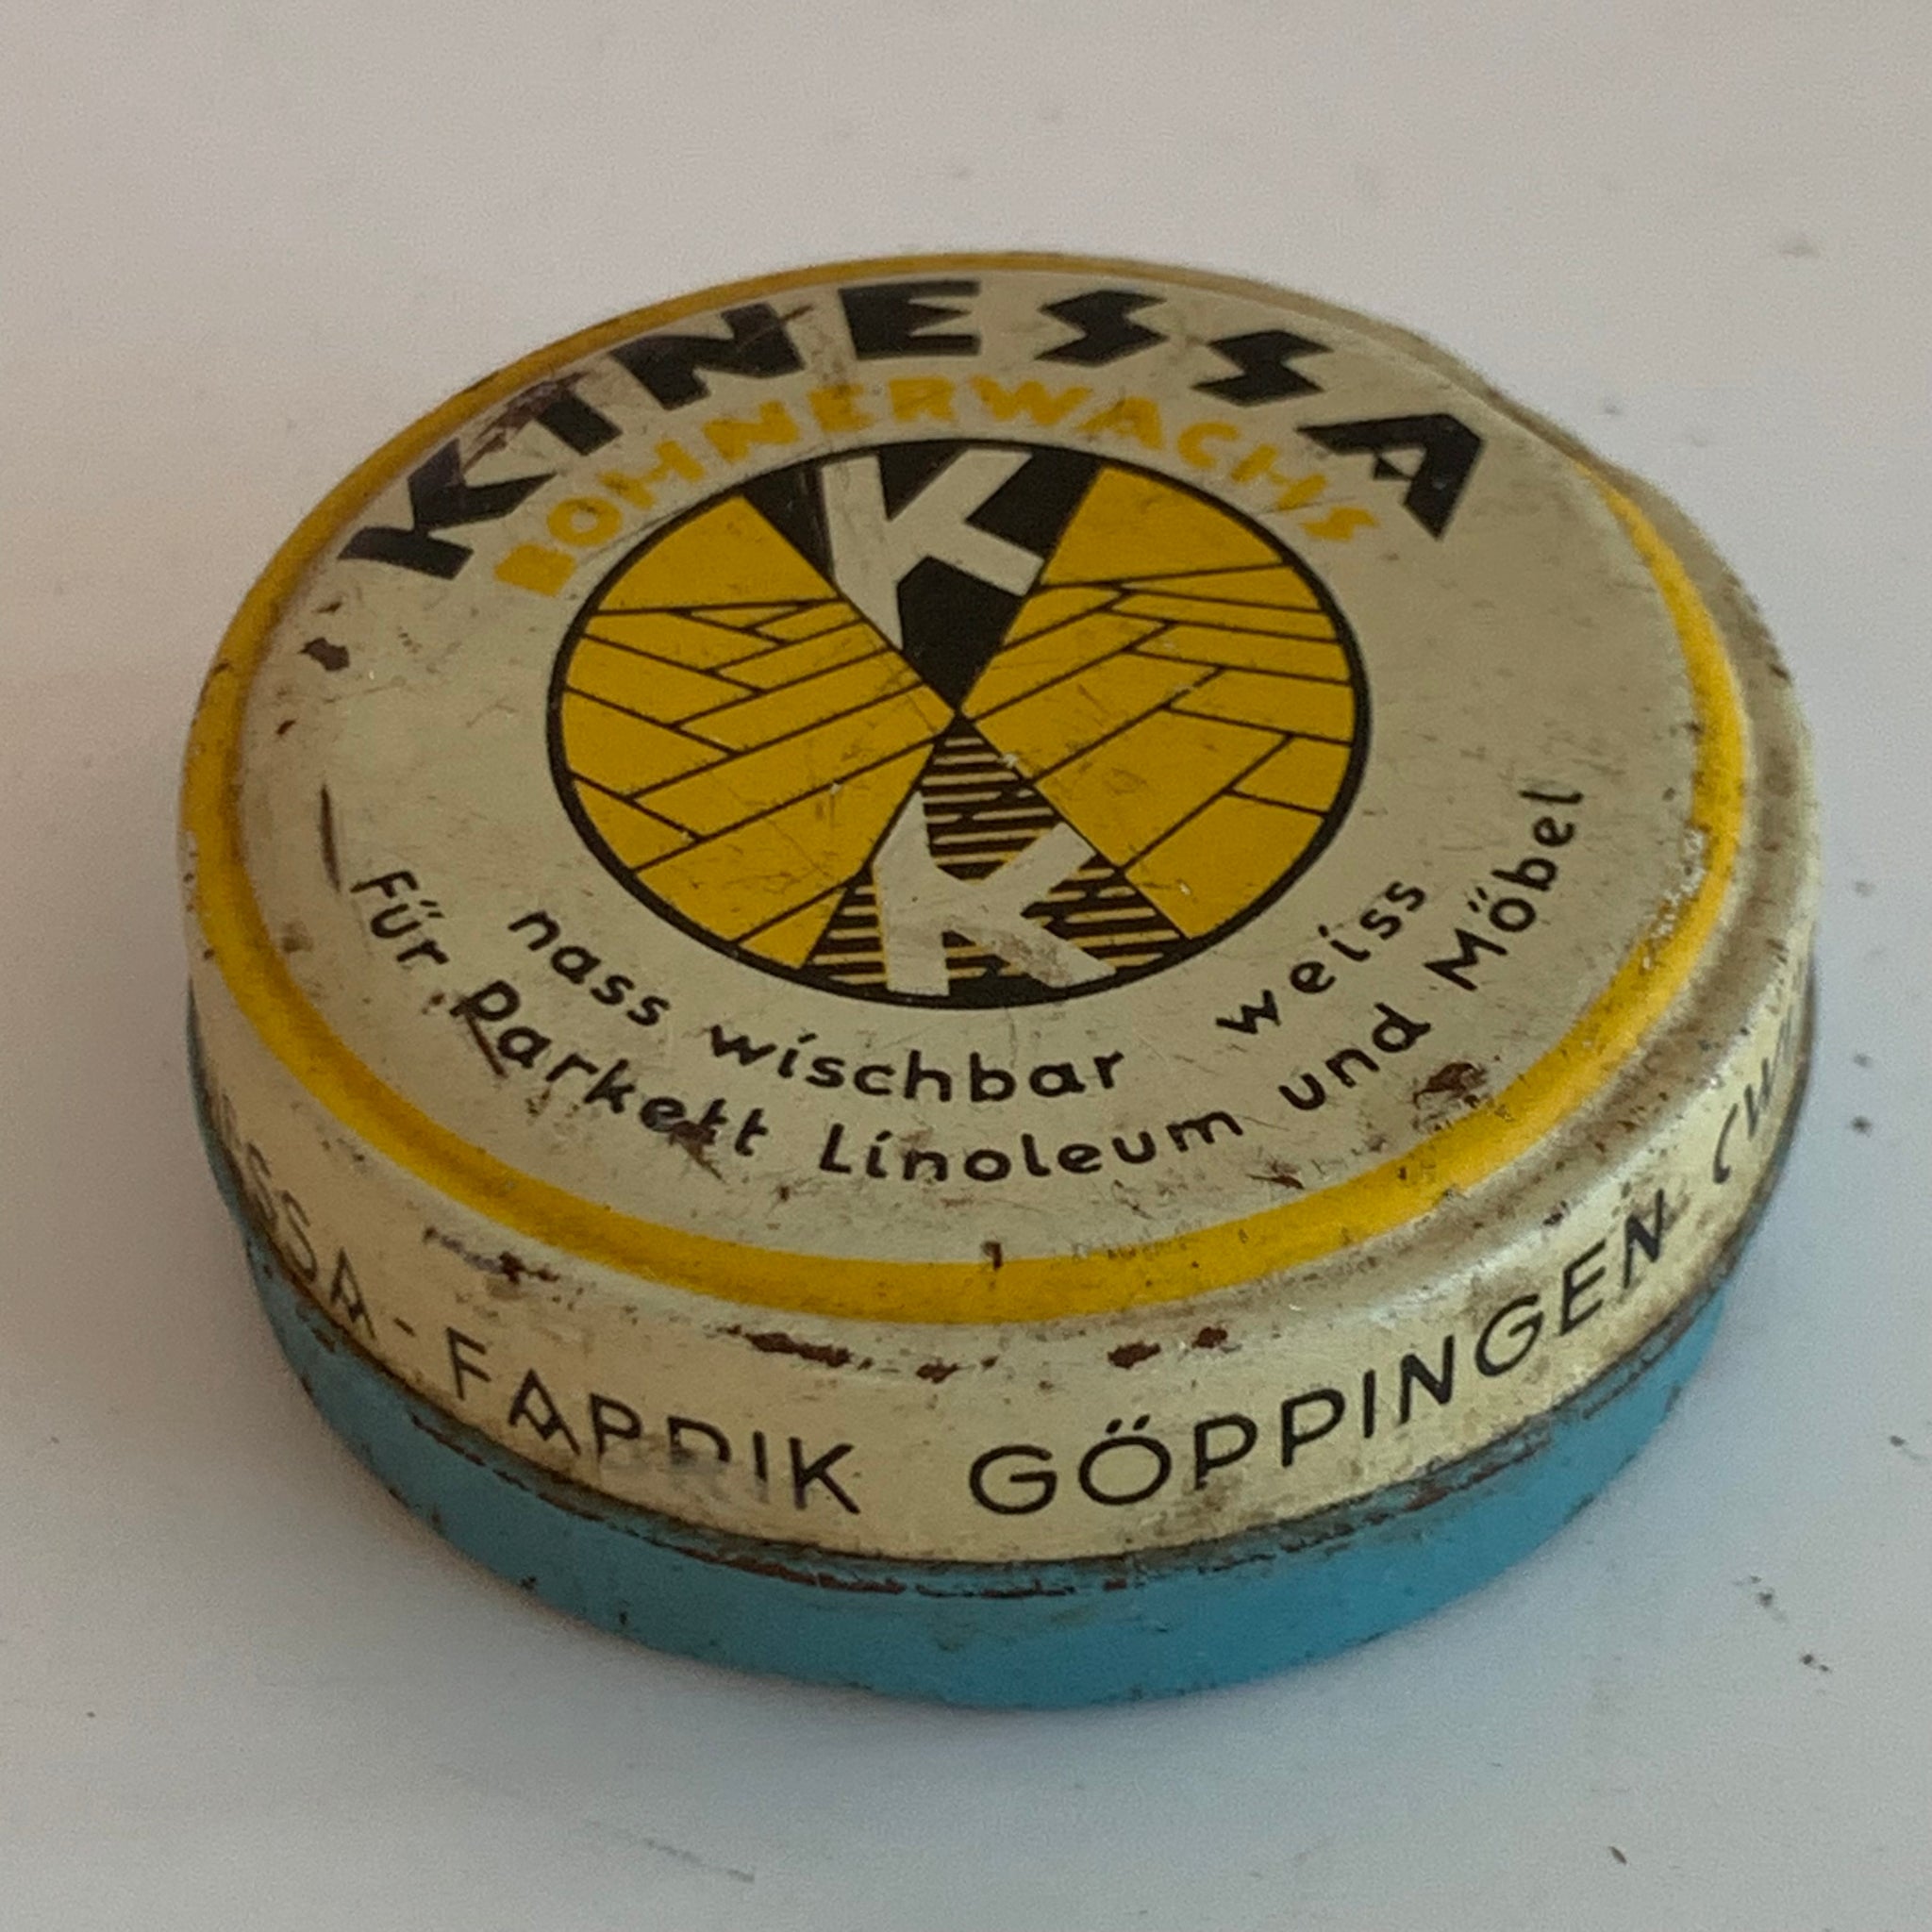 KINESSA
BOHNERWACHS
K
K
nass wischbar weiss
Für Parkett Linoleum und Möbel
FABRIK GÖPPINGEN